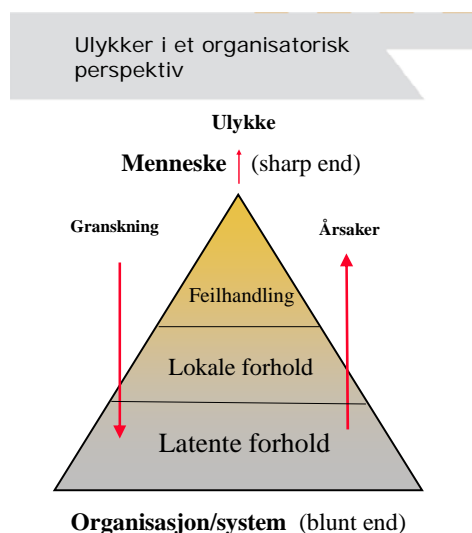 Ulykker i et organisatorisk
perspektiv
Ulykke
Menneske (sharp end)
Granskning
Årsaker
Feilhandling
Lokale forhold
Latente forhold
Organisasjon/system (blunt end)